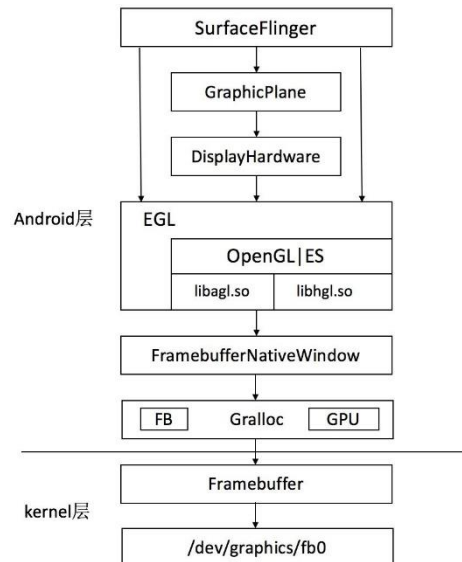 SurfaceFlinger
GraphicPlane
DisplayHardware
Android层
EGL
OpenGL|ES
libagl.so
libhgl.so
FramebufferNativeWindow
FB
Gralloc
GPU
kernel层
Framebuffer
/dev/graphics/fb0